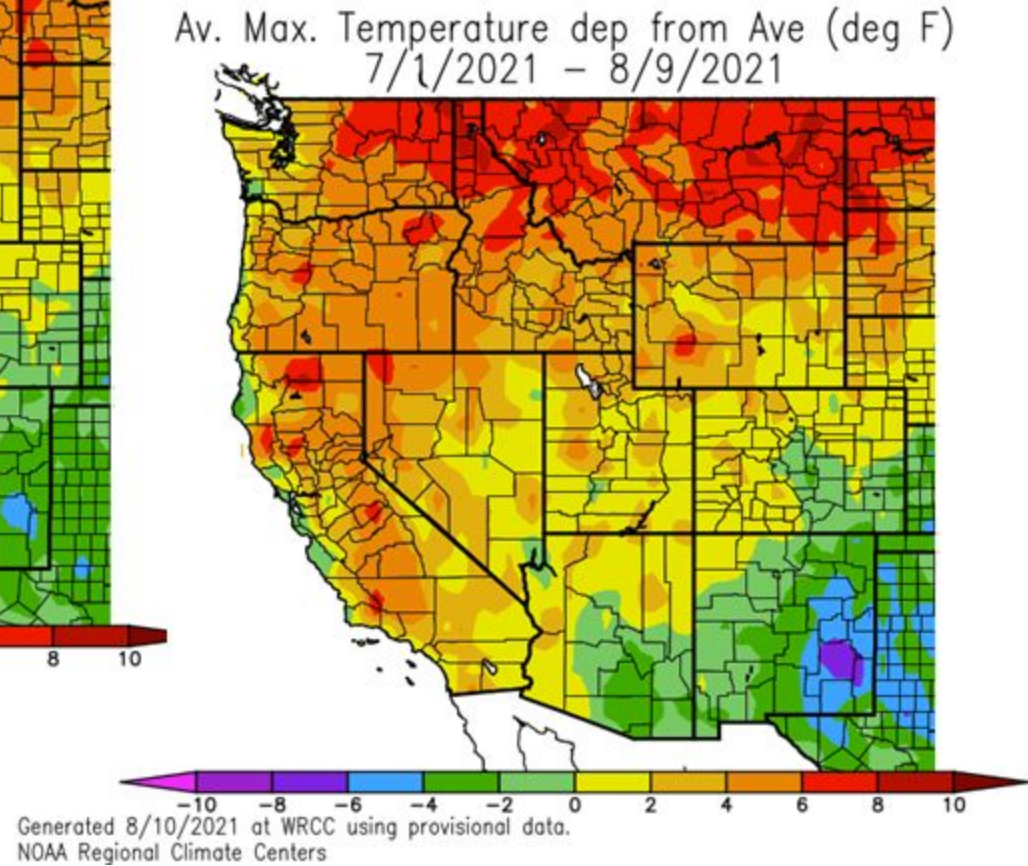 Av. Max. Temperature dep from Ave (deg F)
7/1/2021 – 8/9/2021
8 10
-10 -8 -6 -4 -2 0 2 4 6 8 10
Generated 8/10/2021 at WRCC using provisional data.
NOAA Regional Climate Centers